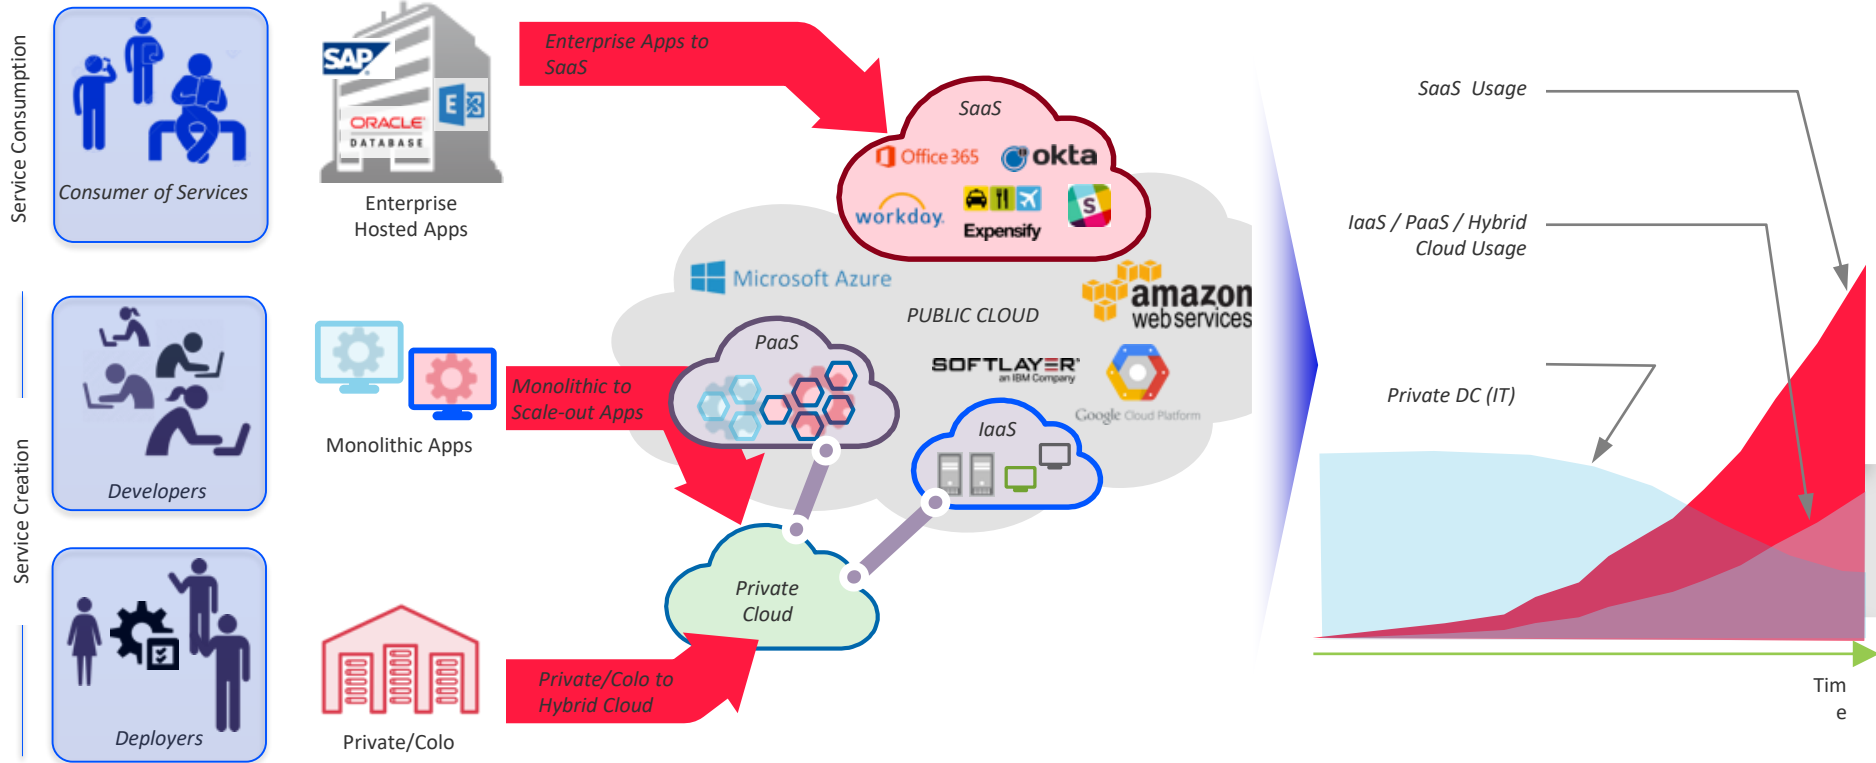 Service Consumption
Consumer of Services
SAP
ORACLE
DATABASE
E
Enterprise
Hosted Apps
Enterprise Apps to
SaaS
SaaS
Office 365
okta
workday.
Expensify
S
Microsoft Azure
PUBLIC CLOUD
amazon
web services
SOFTLAYER
an IBM Company
Google Cloud Platform
Service Creation
Developers
Monolithic Apps
Monolithic to
Scale-out Apps
PaaS
IaaS
Deployers
Private/Colo
Private/Colo to
Hybrid Cloud
Private
Cloud
SaaS Usage
IaaS / PaaS / Hybrid
Cloud Usage
Private DC (IT)
Tim
e